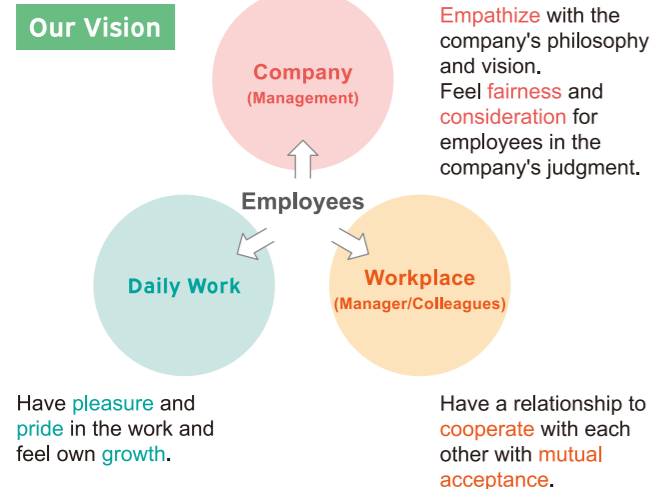 Our Vision
Company
(Management)
Empathize with the
company's philosophy
and vision.
Feel fairness and
consideration for
employees in the
company's judgment.
Employees
Daily Work
Workplace
(Manager/Colleagues)
Have pleasure and
pride in the work and
feel own growth.
Have a relationship to
cooperate with each
other with mutual
acceptance.